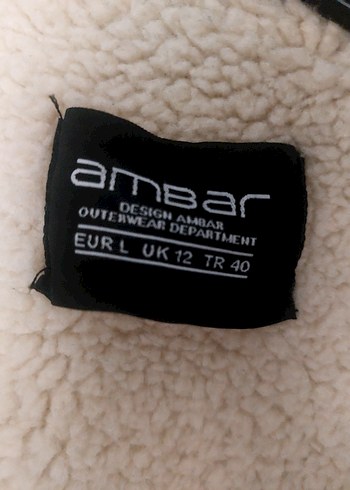 ambar
DESIGN AMBAR
OUTERWEAR DEPARTMENT
EUR L UK 12 TR 40